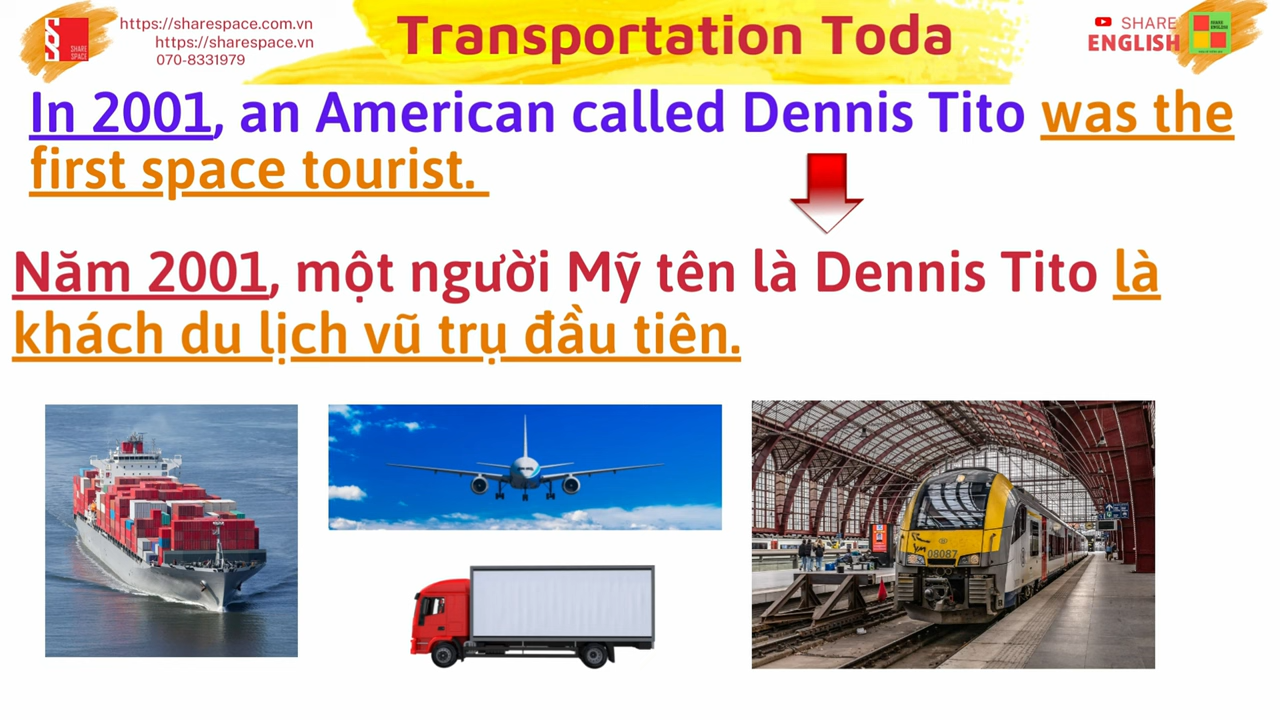 https://sharespace.com.vn
https://sharespace.vn
070-8331979
SHARE
SPACE
Transportation Toda
SHARE
ENGLISH
In 2001, an American called Dennis Tito was the
first space tourist.
Năm 2001, một người Mỹ tên là Dennis Tito là
khách du lịch vũ trụ đầu tiên.
08087